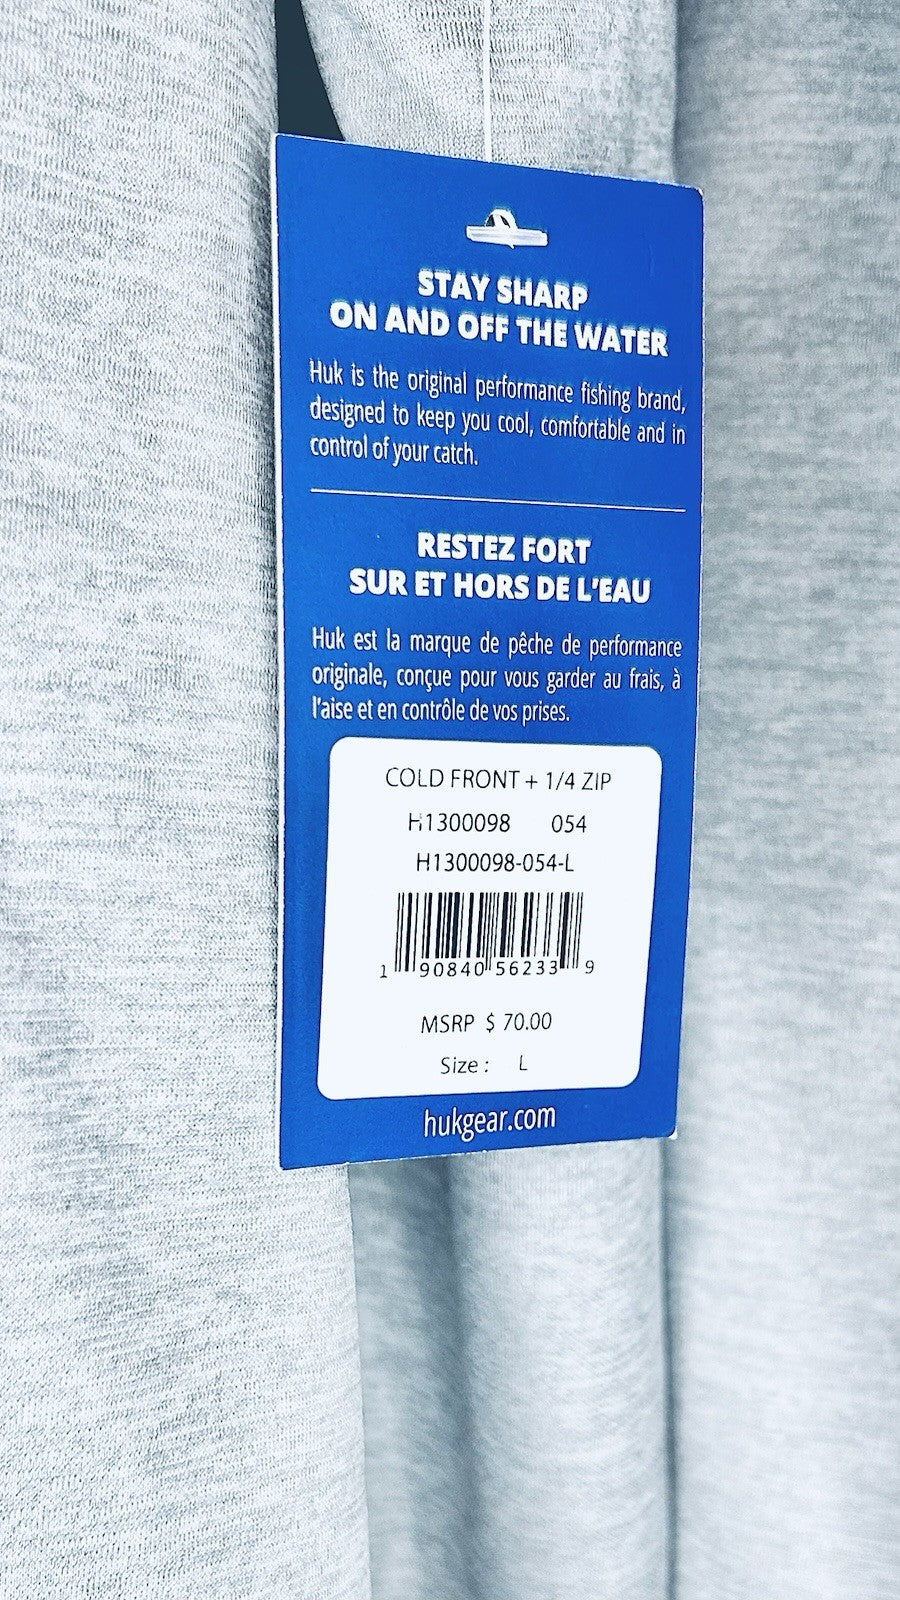 STAY SHARP
ON AND OFF THE WATER
Huk is the original performance fishing brand,
designed to keep you cool, comfortable and in
control of your catch.
RESTEZ FORT
SUR ET HORS DE L'EAU
Huk est la marque de pêche de performance
originale, conçue pour vous garder au frais, à
l'aise et en contrôle de vos prises.
COLD FRONT + 1/4 ZIP
H1300098 054
H1300098-054-L
1 90840 56233 9
MSRP $ 70.00
Size : L
hukgear.com